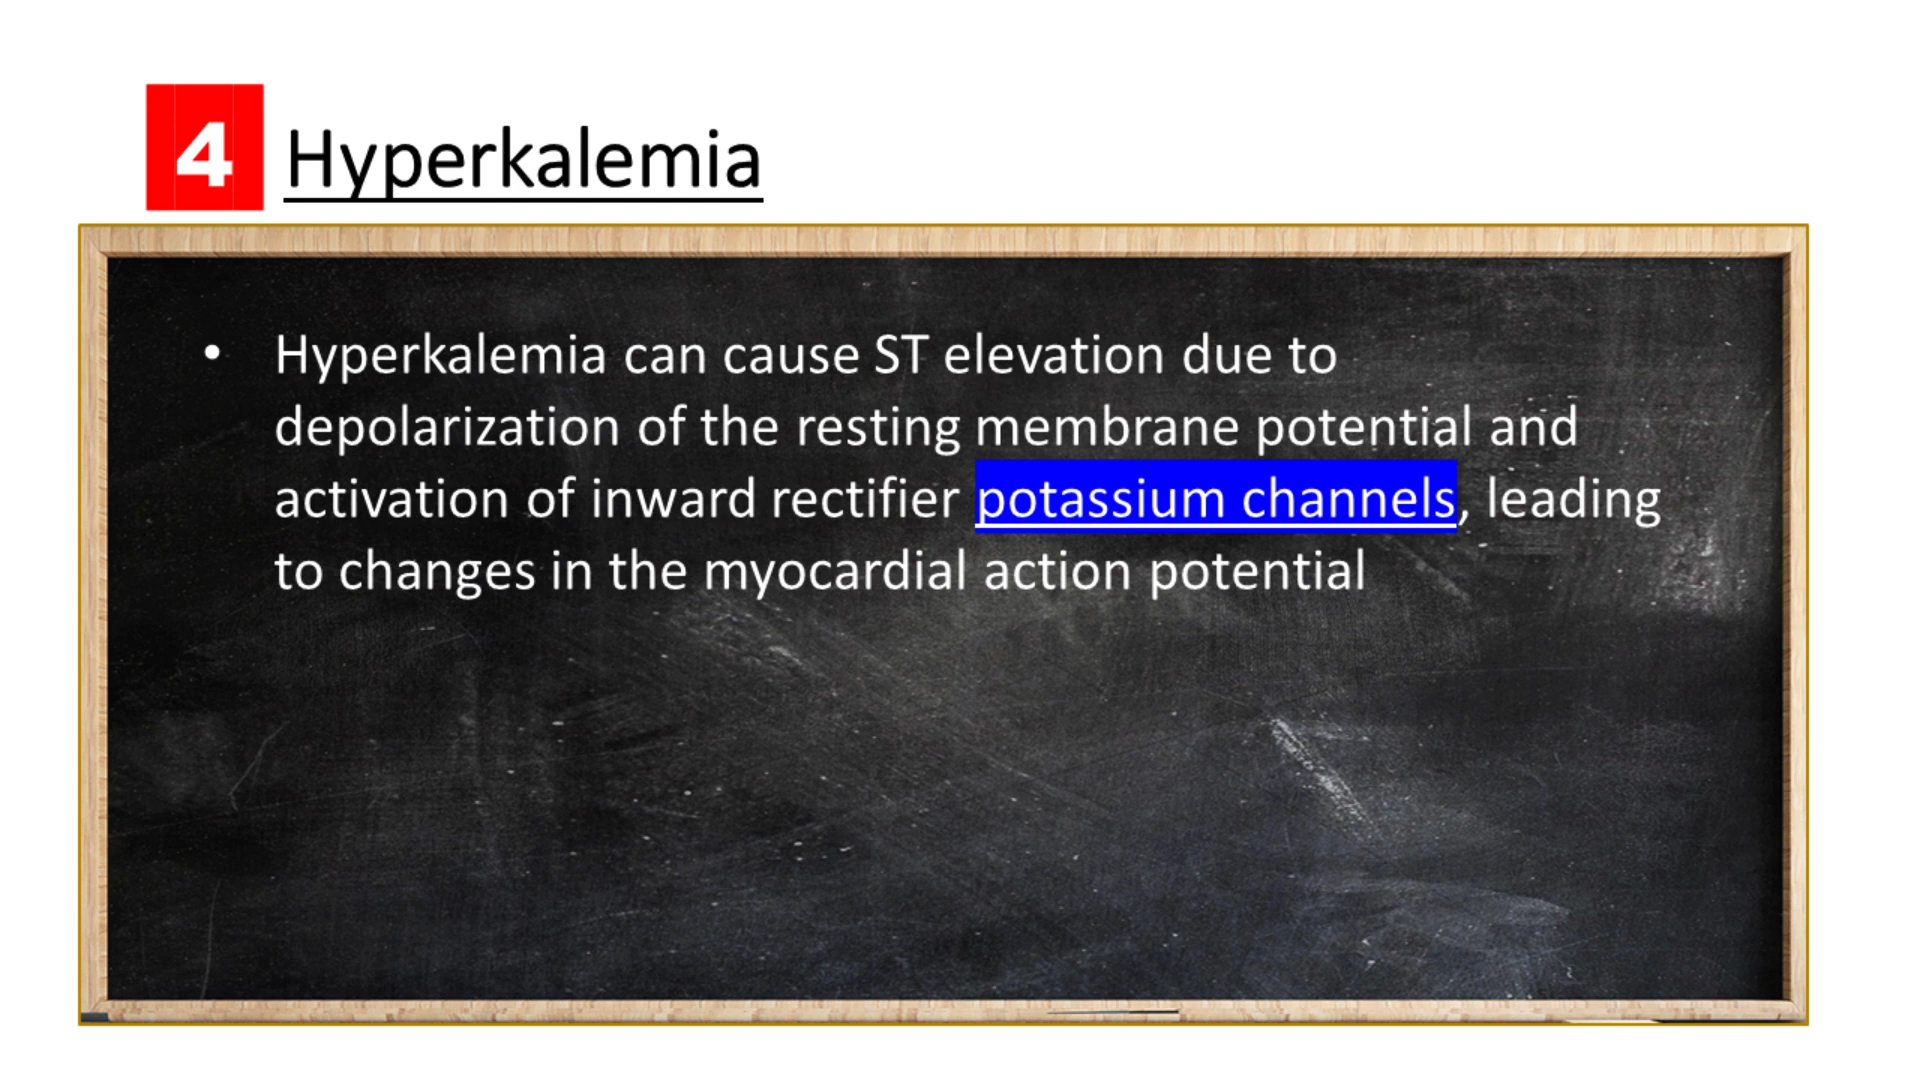 4 Hyperkalemia
• Hyperkalemia can cause ST elevation due to
depolarization of the resting membrane potential and
activation of inward rectifier potassium channels, leading
to changes in the myocardial action potential